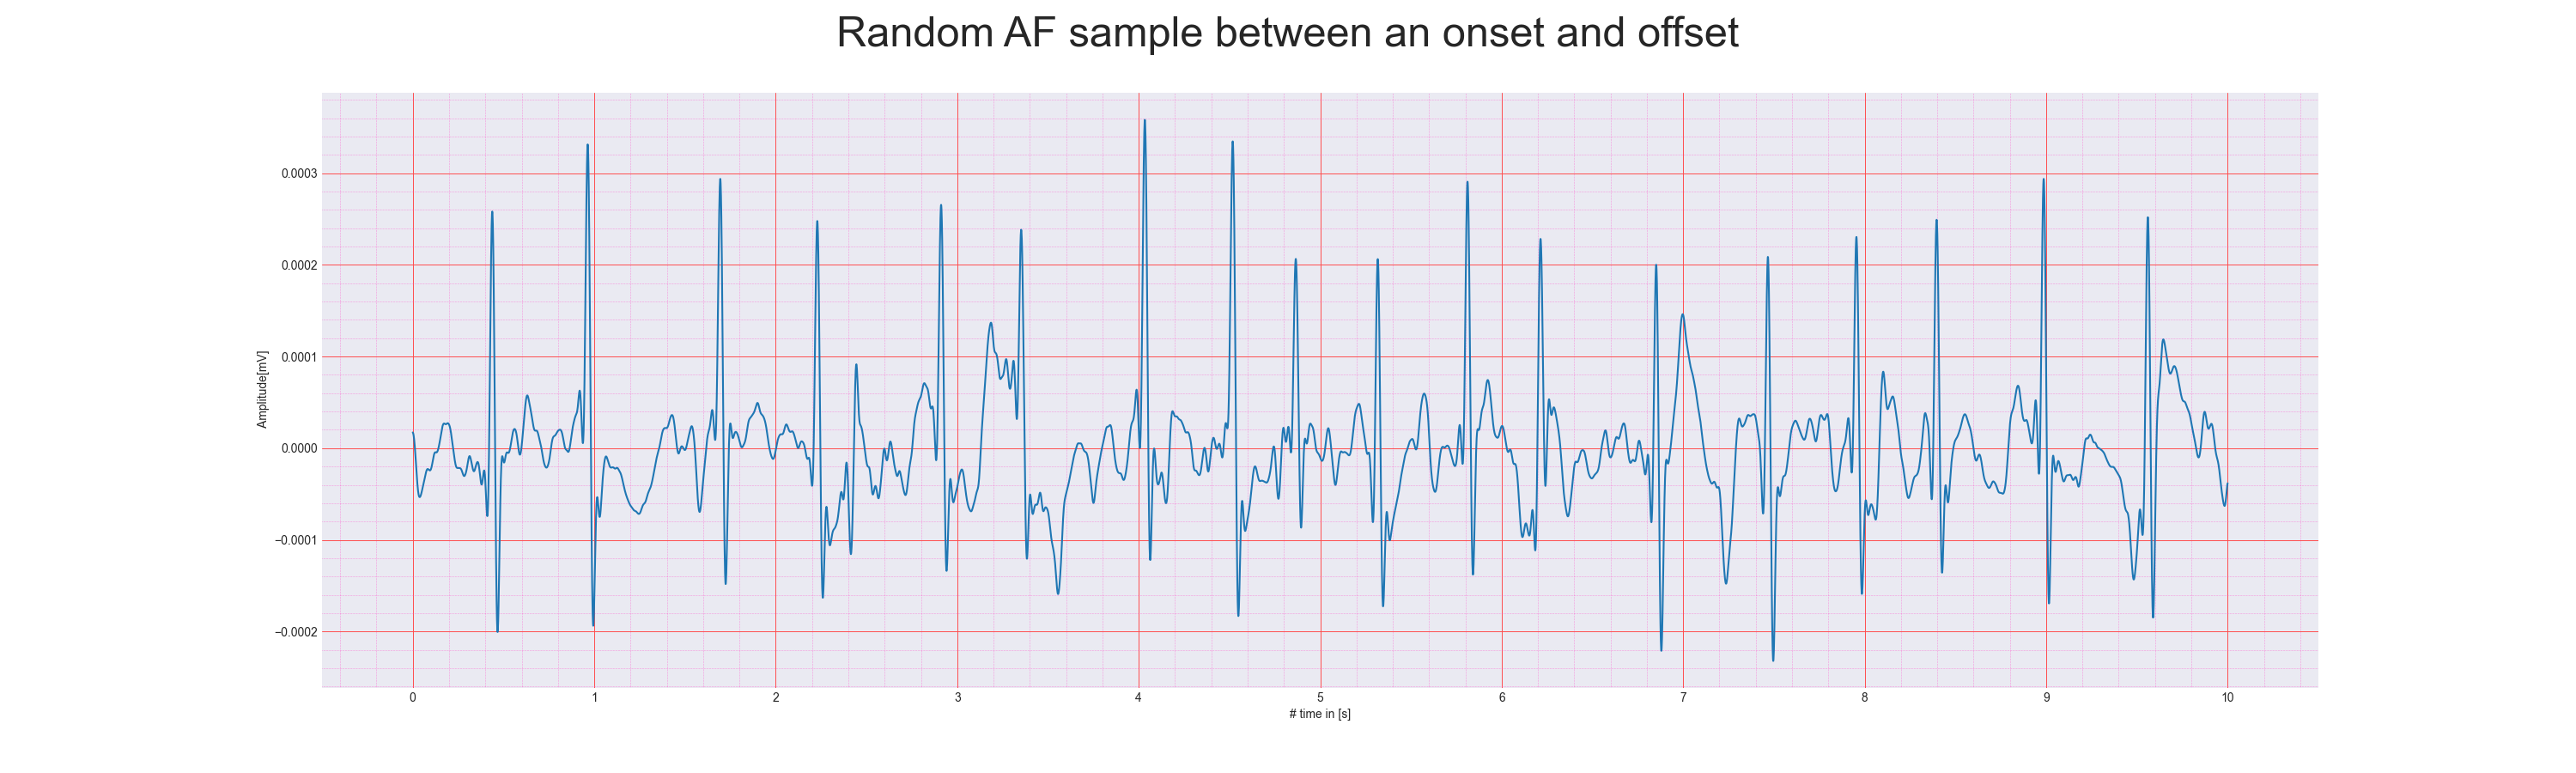 Random AF sample between an onset and offset
Amplitude[mV]
0.0003
0.0002
0.0001
0.0000
−0.0001
−0.0002
0 1 2 3 4 5 6 7 8 9 10
# time in [s]